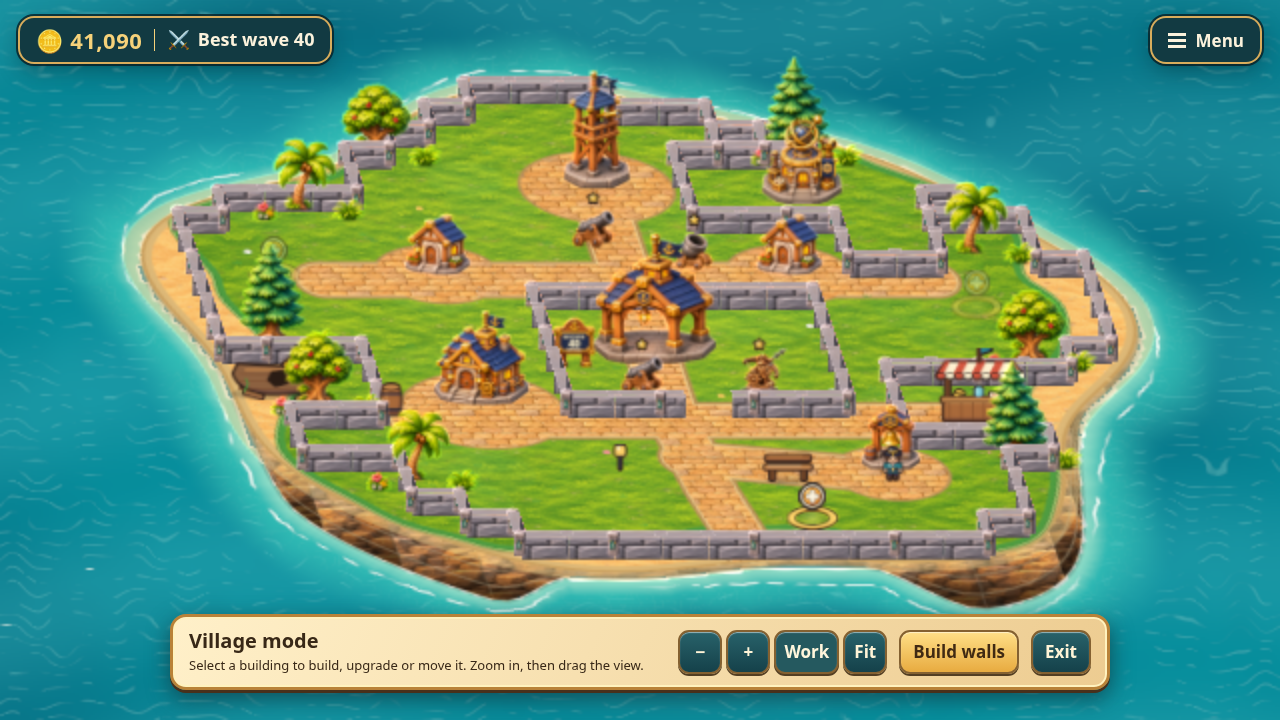 41,090
Best wave 40
Menu
Village mode
Select a building to build, upgrade or move it. Zoom in, then drag the view.
−
+
Work
Fit
Build walls
Exit